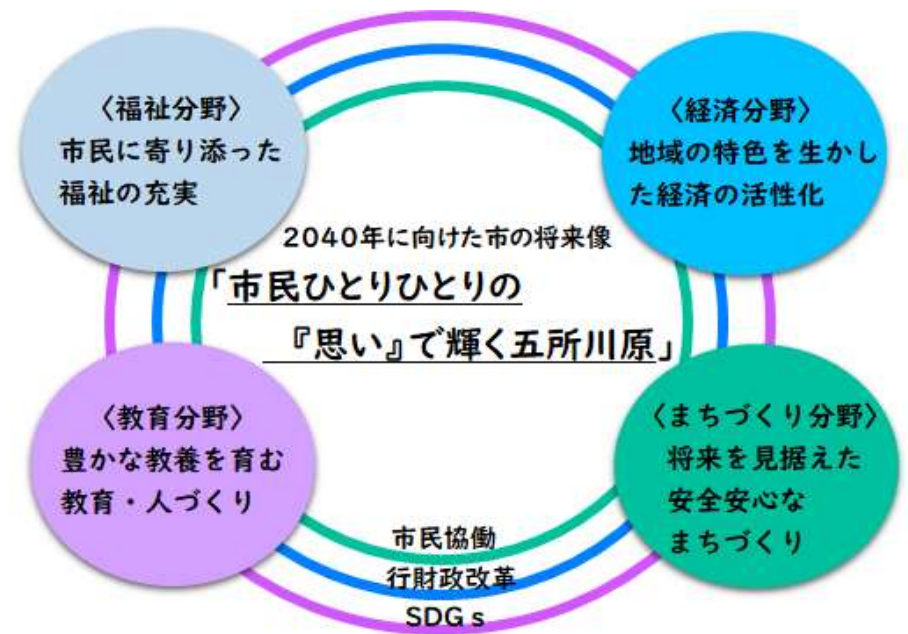 〈福祉分野〉
市民に寄り添った
福祉の充実
〈経済分野〉
地域の特色を生かし
た経済の活性化
2040年に向けた市の将来像
「市民ひとりひとりの
『思い』で輝く五所川原」
〈教育分野〉
豊かな教養を育む
教育・人づくり
〈まちづくり分野〉
将来を見据えた
安全安心な
まちづくり
市民協働
行財政改革
SDGs